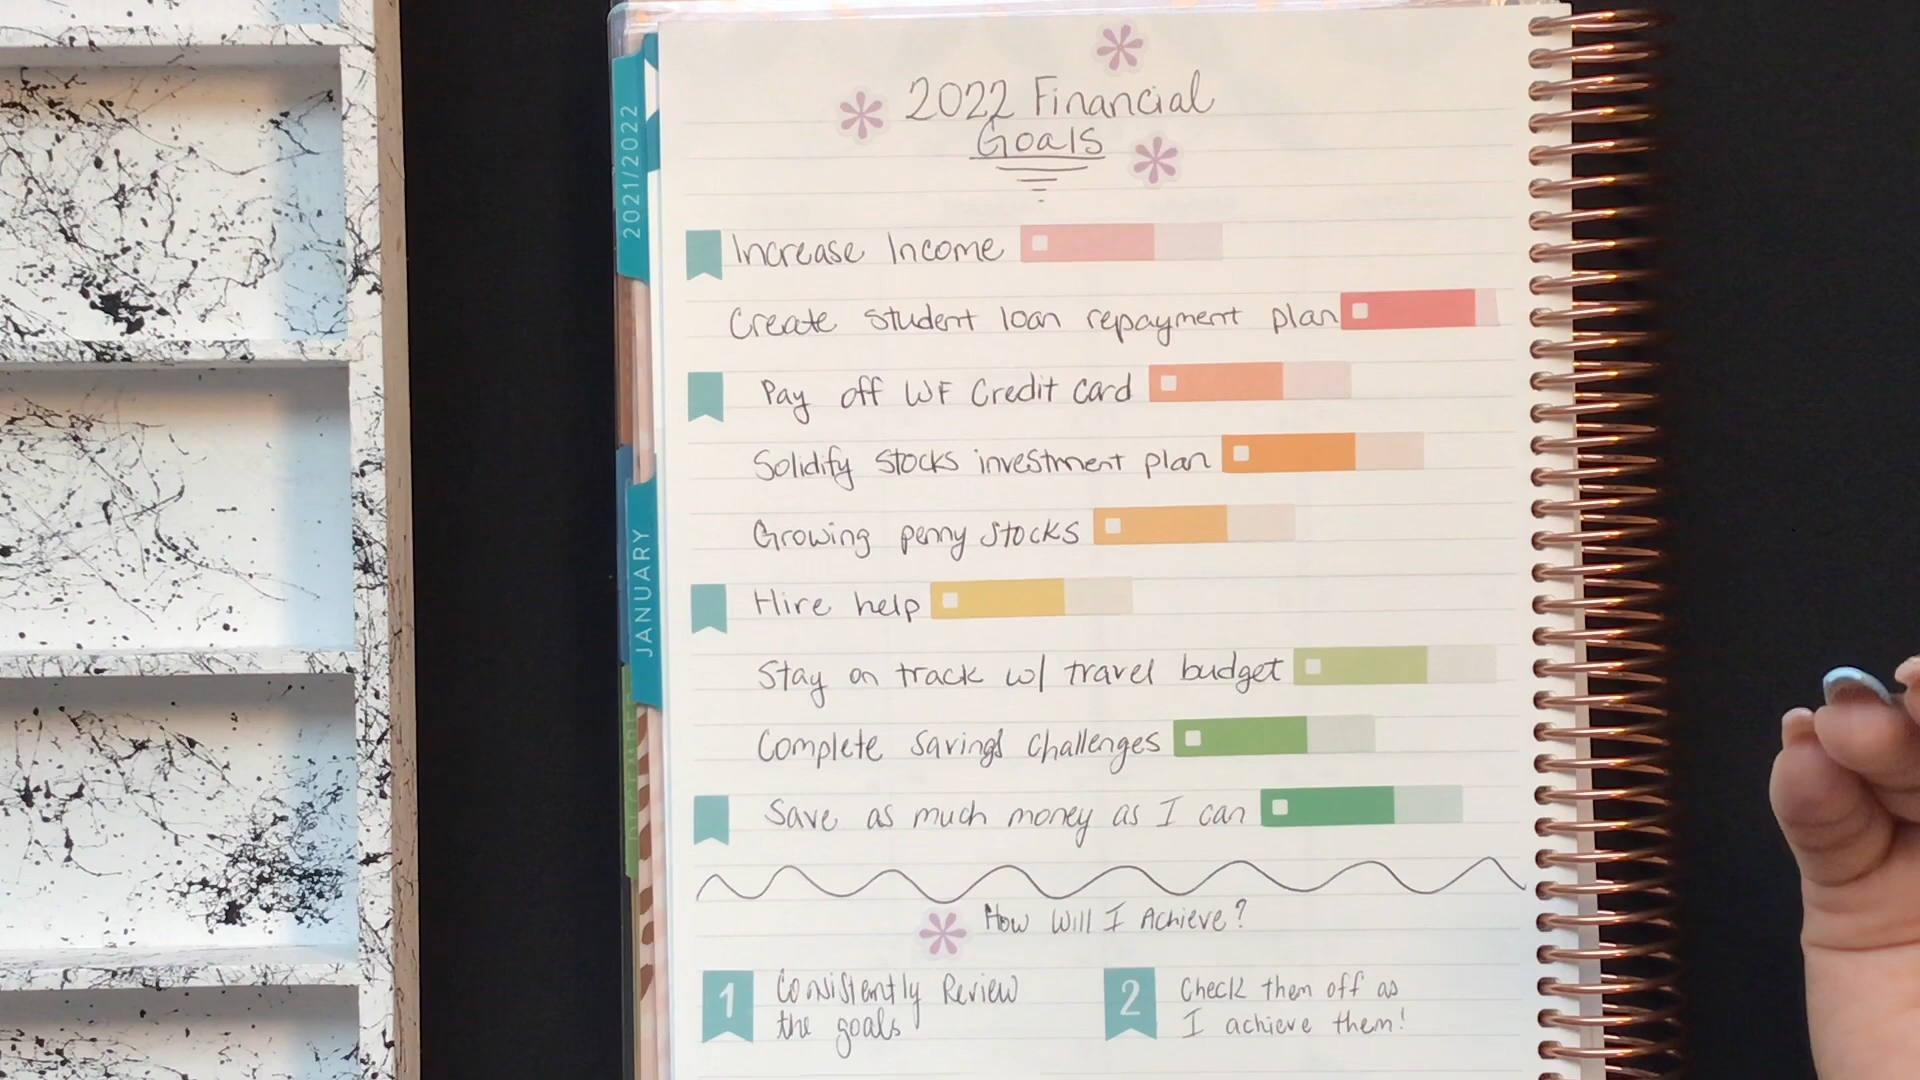 2021/2022
JANUARY
2022 Financial
Goals
Increase Income
Create student loan repayment plan
Pay off WF Credit Card
Solidify stocks investment plan
Growing penny stocks
Hire help
Stay on track w/ travel budget
Complete savings challenges
Save as much money as I can
How Will I Achieve?
1 Consistently Review
the goals
2 Check them off as
I achieve them!